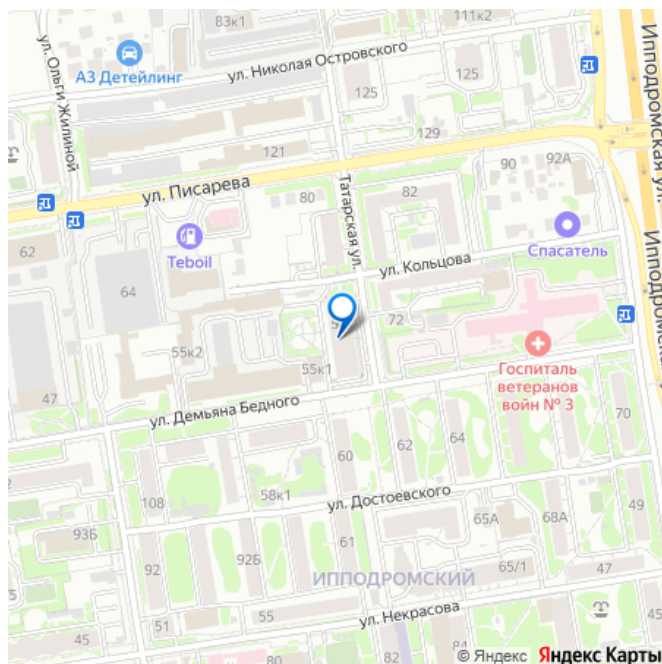 83к1
111к2
ул. Ольги Жилиной
А3 Детейлинг
ул. Николая Островского
125
125
Ипподромская ул.
121
129
ул. Писарева
90
92А
80
Татарская ул.
82
62
Teboil
Спасатель
ул. Кольцова
64
72
55к2
55к1
Госпиталь
ветеранов
войн № 3
47
ул. Демьяна Бедного
70
60
62
64
108
58к1
ул. Достоевского
93Б
65А
68А
49
92
92Б
61
ИППОДРОМСКИЙ
65/1
47
ул. Некрасова
45
51
55
82
84
80
45
© Яндекс Яндекс Карты